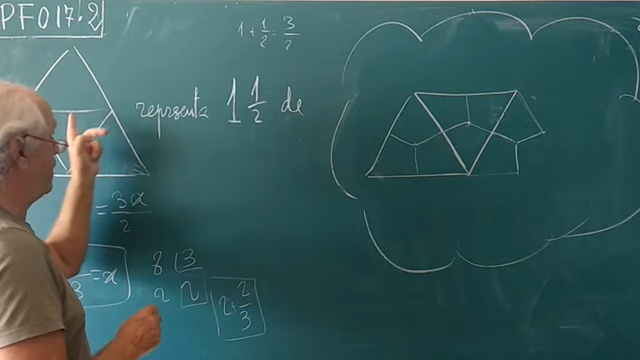 PF017.2
1+1/2=3/2
representa 1 1/2 de
=3x/2
3 =x
8 3
2 2
2+2/3